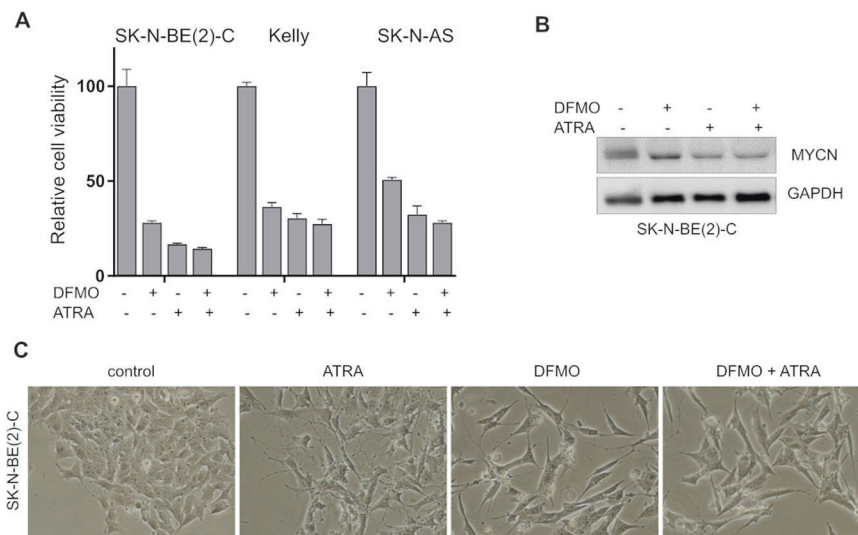 A
SK-N-BE(2)-C Kelly SK-N-AS
Relative cell viability
100
50
0
DFMO - + - + - + - + - + - +
ATRA - - + + - - + + - - + +
B
DFMO - + - +
ATRA - - + +
MYCN
GAPDH
SK-N-BE(2)-C
C
control ATRA DFMO DFMO + ATRA
SK-N-BE(2)-C